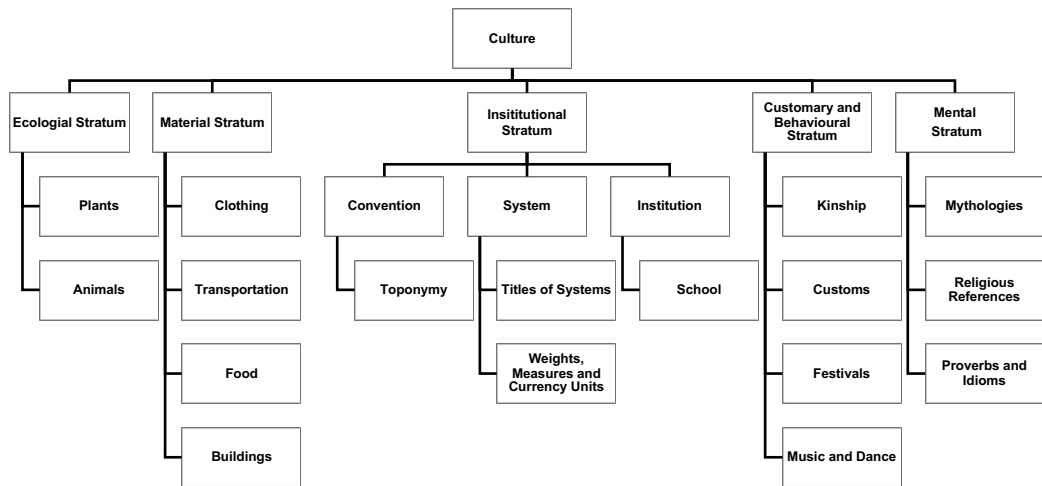 Culture
Ecologial Stratum
Material Stratum
Insititutional
Stratum
Customary and
Behavioural
Stratum
Mental
Stratum
Plants
Clothing
Convention
System
Institution
Kinship
Mythologies
Animals
Transportation
Toponymy
Titles of Systems
School
Customs
Religious
References
Food
Weights,
Measures and
Currency Units
Festivals
Proverbs and
Idioms
Buildings
Music and Dance